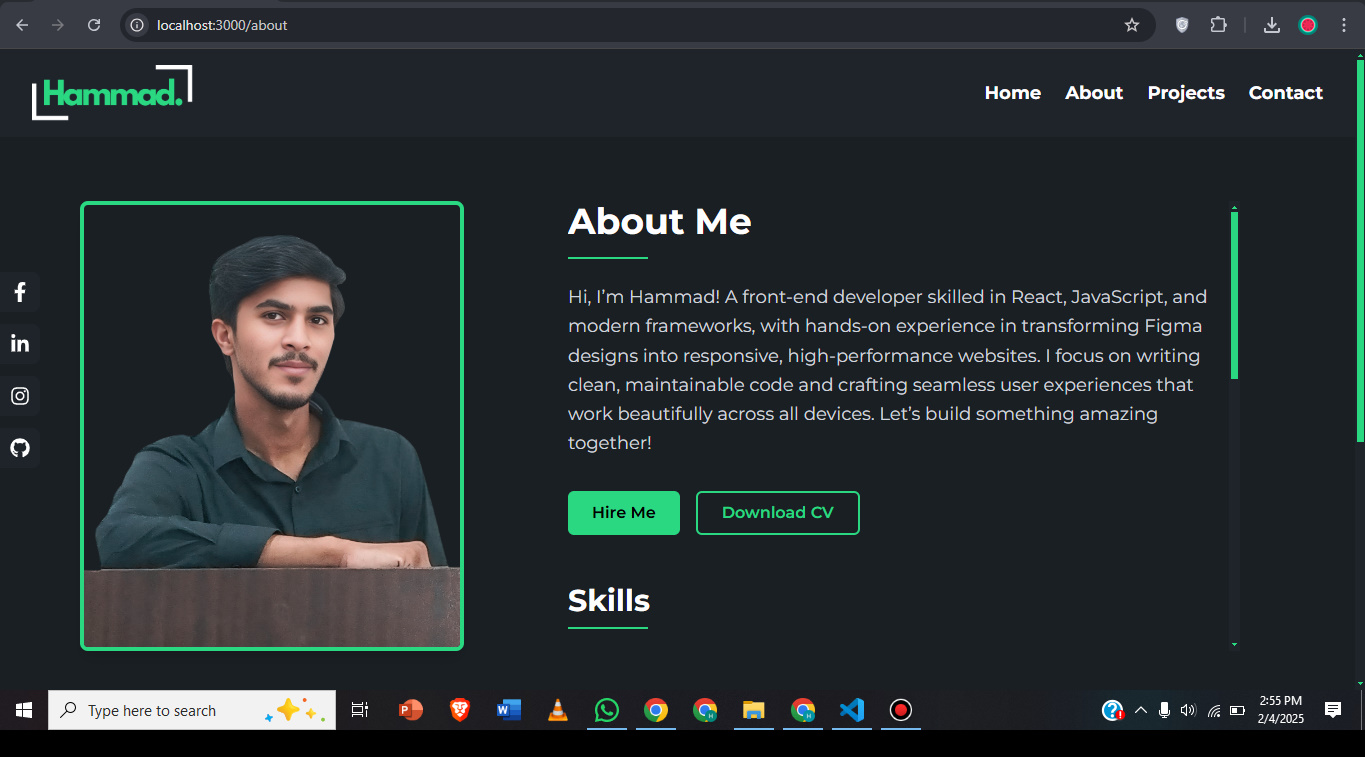 localhost:3000/about
Hammad.
Home About Projects Contact
About Me
Hi, I’m Hammad! A front-end developer skilled in React, JavaScript, and
modern frameworks, with hands-on experience in transforming Figma
designs into responsive, high-performance websites. I focus on writing
clean, maintainable code and crafting seamless user experiences that
work beautifully across all devices. Let’s build something amazing
together!
Hire Me Download CV
Skills
Type here to search
2:55 PM
2/4/2025